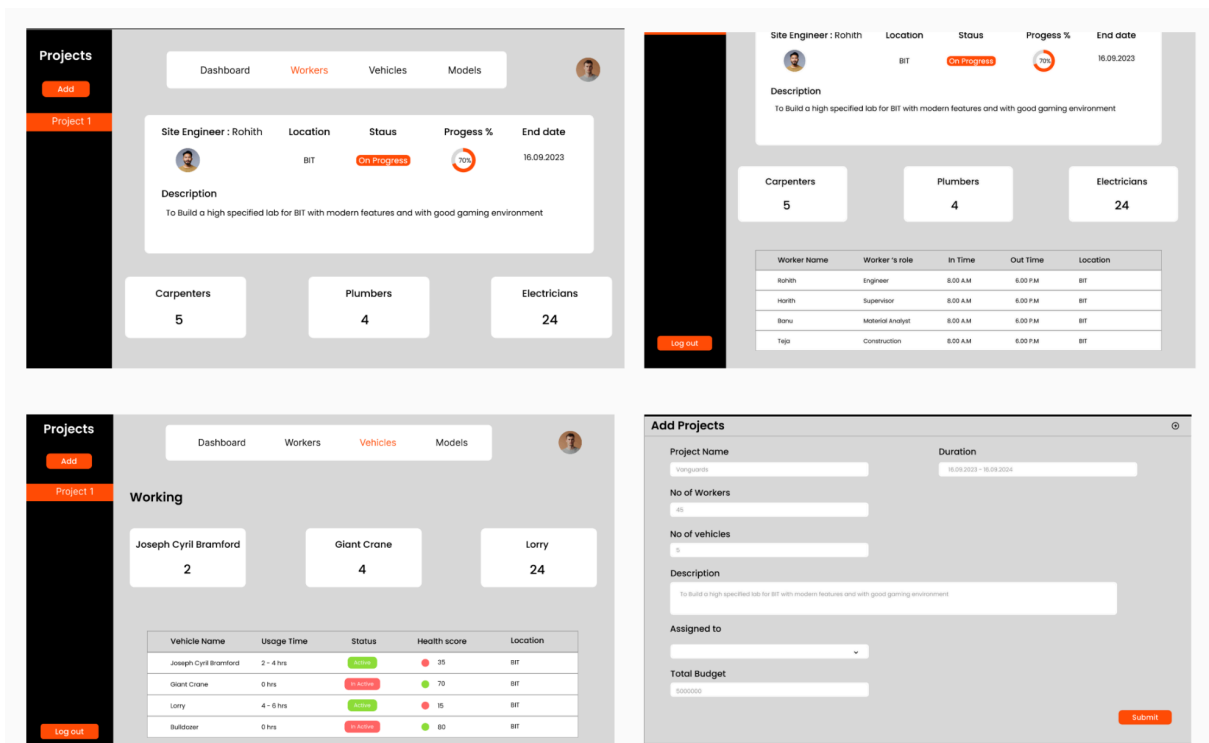 Projects
Add
Project 1
Dashboard Workers Vehicles Models
Site Engineer : Rohith Location Staus Progess % End date
BIT On Progress 70% 16.09.2023
Description
To Build a high specified lab for BIT with modern features and with good gaming environment
Carpenters Plumbers Electricians
5 4 24
Site Engineer : Rohith Location Staus Progess % End date
BIT On Progress 70% 16.09.2023
Description
To Build a high specified lab for BIT with modern features and with good gaming environment
Carpenters Plumbers Electricians
5 4 24
Worker Name Worker 's role In Time Out Time Location
Rohith Engineer 8.00 A.M 6.00 P.M BIT
Harith Supervisor 8.00 A.M 6.00 P.M BIT
Banu Material Analyst 8.00 A.M 6.00 P.M BIT
Teja Construction 8.00 A.M 6.00 P.M BIT
Log out
Projects
Add
Project 1
Dashboard Workers Vehicles Models
Working
Joseph Cyril Bramford Giant Crane Lorry
2 4 24
Vehicle Name Usage Time Status Health score Location
Joseph Cyril Bramford 2 - 4 hrs Active 35 BIT
Giant Crane 0 hrs In Active 70 BIT
Lorry 4 - 6 hrs Active 15 BIT
Bulldozer 0 hrs In Active 80 BIT
Log out
Add Projects
Project Name Duration
Vanguards 16.09.2023 - 16.09.2024
No of Workers
45
No of vehicles
5
Description
To Build a high specified lab for BIT with modern features and with good gaming environment
Assigned to
Total Budget
5000000
Submit